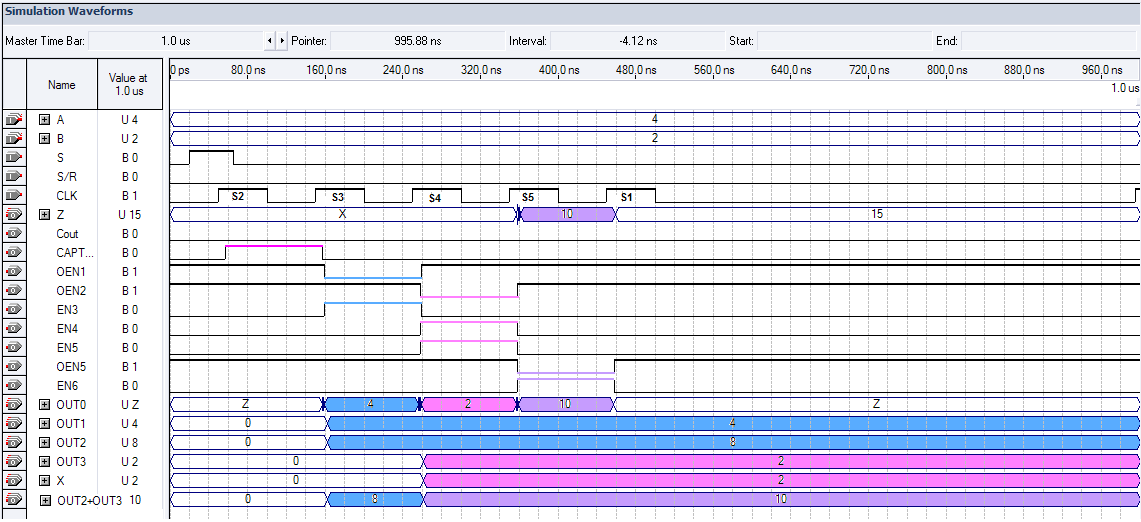 Simulation Waveforms
Master Time Bar: 1.0 us Pointer: 995.88 ns Interval: -4.12 ns Start: End:
Name Value at 1.0 us 0 ps 80.0 ns 160.0 ns 240.0 ns 320.0 ns 400.0 ns 480.0 ns 560.0 ns 640.0 ns 720.0 ns 800.0 ns 880.0 ns 960.0 ns 1.0 us
A U 4 4
B U 2 2
S B 0
S/R B 0
CLK B 1 S2 S3 S4 S5 S1
Z U 15 X 10 15
Cout B 0
CAPT... B 0
OEN1 B 1
OEN2 B 1
EN3 B 0
EN4 B 0
EN5 B 0
OEN5 B 1
EN6 B 0
OUT0 U Z Z 4 2 10 Z
OUT1 U 4 0 4
OUT2 U 8 0 8
OUT3 U 2 0 2
X U 2 0 2
OUT2+OUT3 10 0 8 10